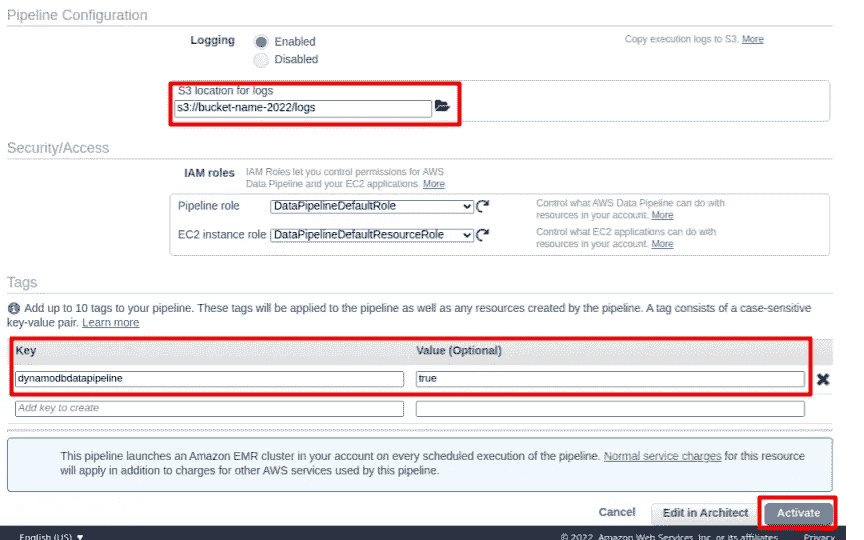 Pipeline Configuration
Logging
Enabled
Copy execution logs to S3. More
Disabled
S3 location for logs
s3://bucket-name-2022/logs
Security/Access
IAM roles
IAM Roles let you control permissions for AWS
Data Pipeline and your EC2 applications. More
Pipeline role
DataPipelineDefaultRole
Control what AWS Data Pipeline can do with
resources in your account. More
EC2 instance role
DataPipelineDefaultResourceRole
Control what EC2 applications can do with
resources in your account. More
Tags
Add up to 10 tags to your pipeline. These tags will be applied to the pipeline as well as any resources created by the pipeline. A tag consists of a case-sensitive
key-value pair. Learn more
Key
Value (Optional)
dynamodbdatapipeline
true
Add key to create
This pipeline launches an Amazon EMR cluster in your account on every scheduled execution of the pipeline. Normal service charges for this resource
will apply in addition to charges for other AWS services used by this pipeline.
Cancel
Edit in Architect
Activate
English (US)
© 2022, Amazon Web Services, Inc. or its affiliates.
Privacy